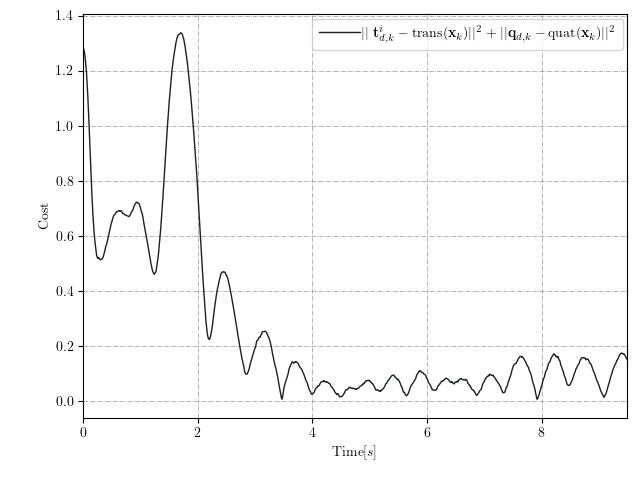 1.4
|| t^i_{d,k} − trans(x_k)||^2 + ||q_{d,k} − quat(x_k)||^2
1.2
1.0
0.8
0.6
0.4
0.2
0.0
Cost
0 2 4 6 8
Time[s]